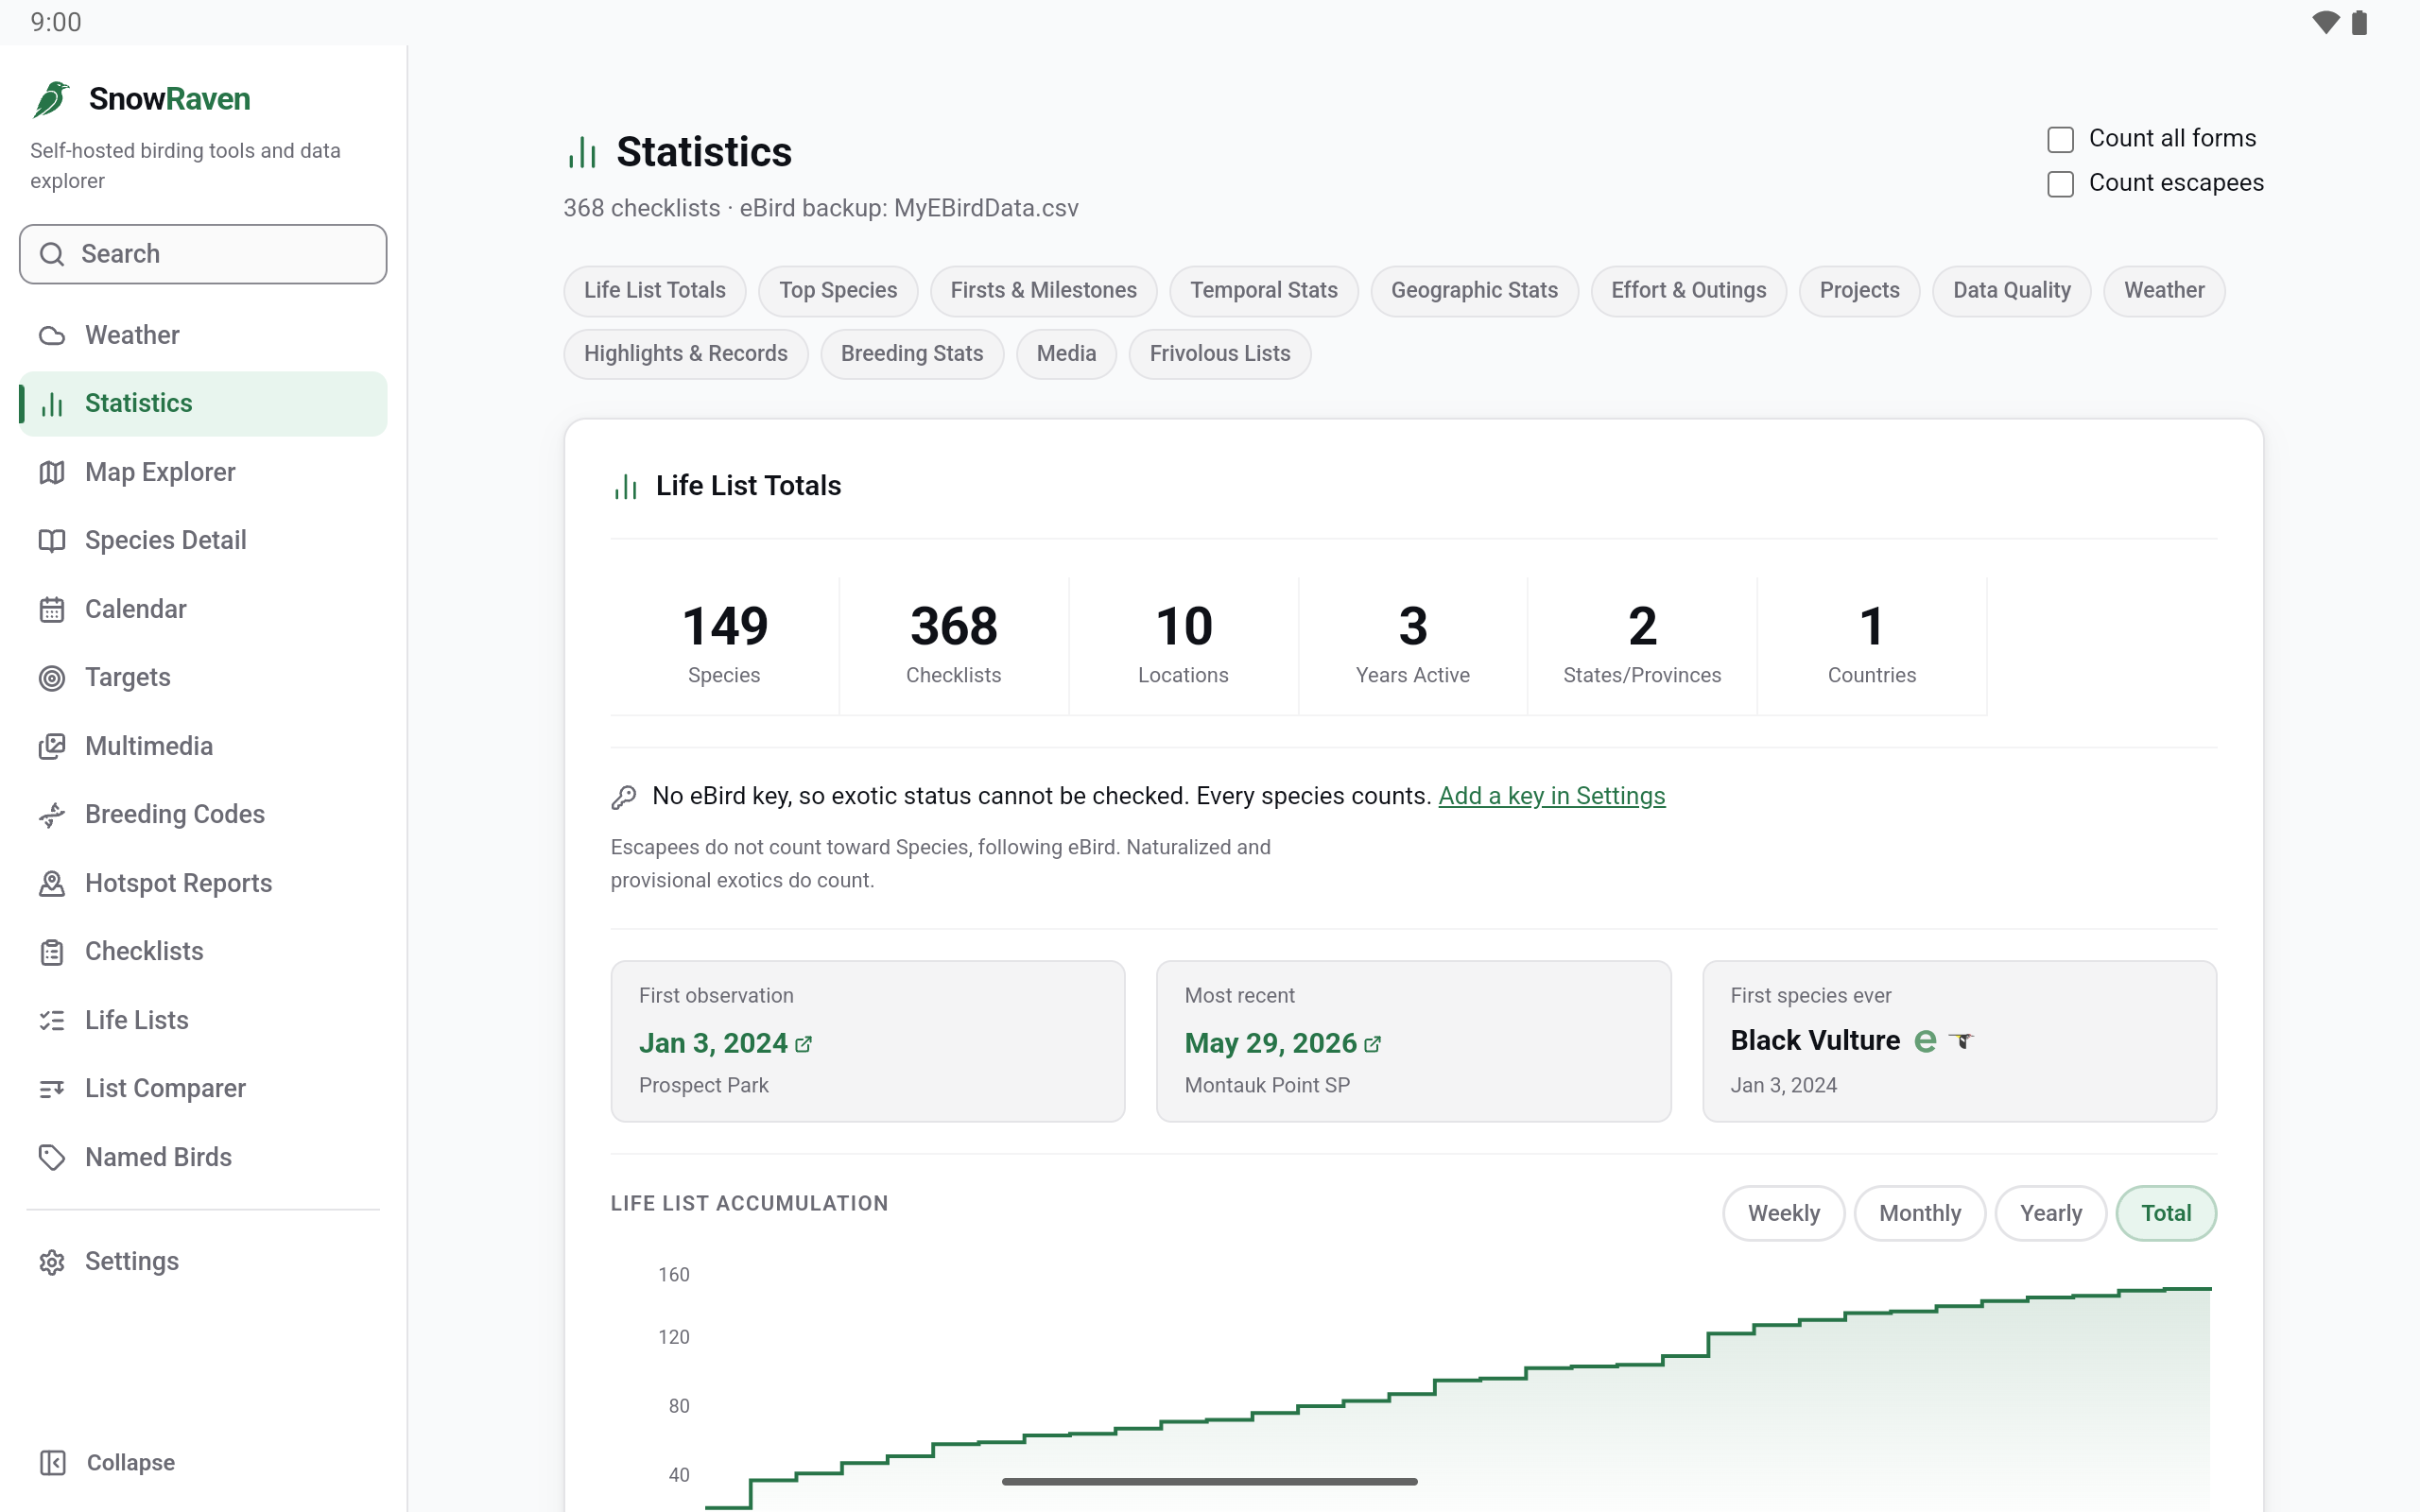 9:00
SnowRaven
Self-hosted birding tools and data
explorer
Search
Weather
Statistics
Map Explorer
Species Detail
Calendar
Targets
Multimedia
Breeding Codes
Hotspot Reports
Checklists
Life Lists
List Comparer
Named Birds
Settings
Collapse
Statistics
368 checklists · eBird backup: MyEBirdData.csv
Count all forms
Count escapees
Life List Totals
Top Species
Firsts & Milestones
Temporal Stats
Geographic Stats
Effort & Outings
Projects
Data Quality
Weather
Highlights & Records
Breeding Stats
Media
Frivolous Lists
Life List Totals
149
Species
368
Checklists
10
Locations
3
Years Active
2
States/Provinces
1
Countries
No eBird key, so exotic status cannot be checked. Every species counts. Add a key in Settings
Escapees do not count toward Species, following eBird. Naturalized and
provisional exotics do count.
First observation
Jan 3, 2024
Prospect Park
Most recent
May 29, 2026
Montauk Point SP
First species ever
Black Vulture e
Jan 3, 2024
LIFE LIST ACCUMULATION
Weekly
Monthly
Yearly
Total
160
120
80
40